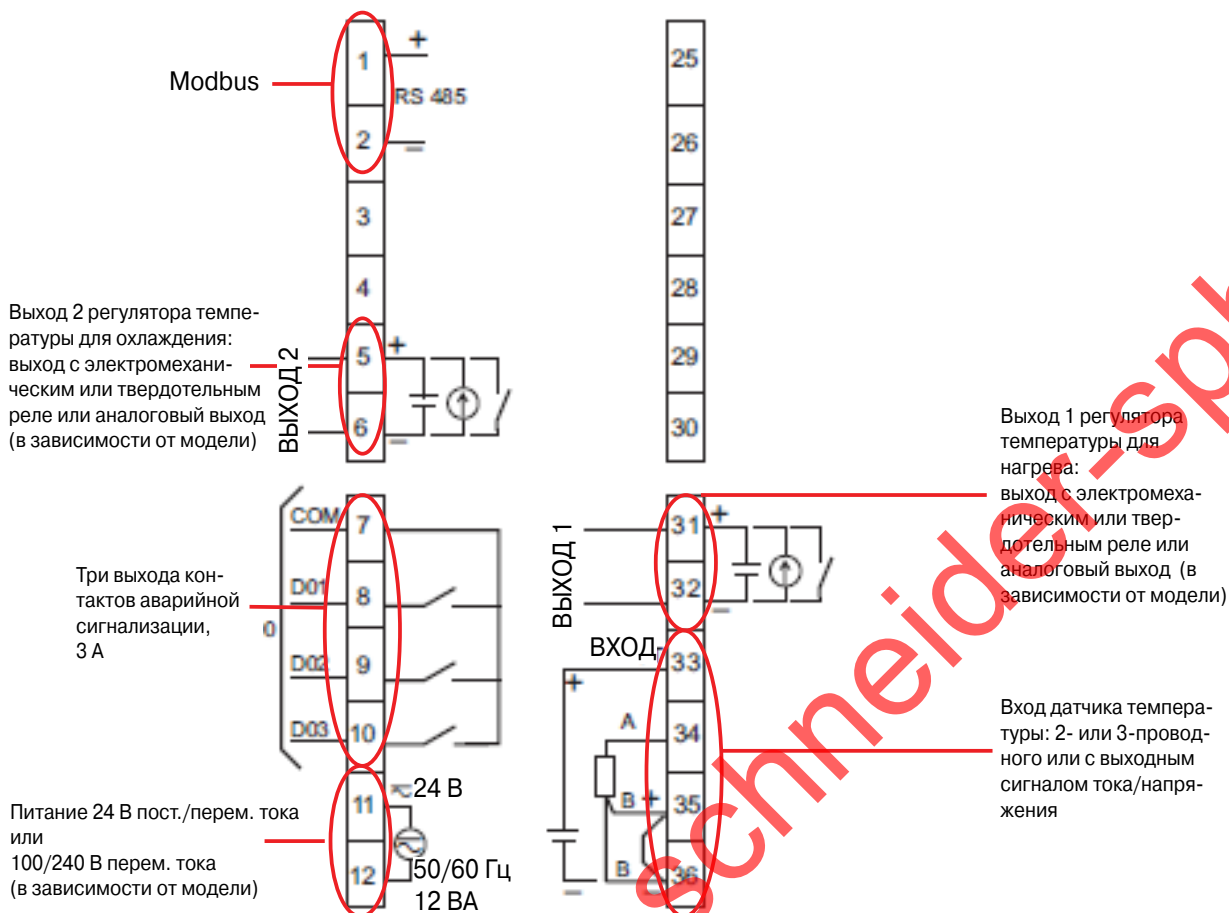 Modbus
1
+
RS 485
2
–
3
4
Выход 2 регулятора темпе-
ратуры для охлаждения:
выход с электромехани-
ческим или твердотельным
реле или аналоговый выход
(в зависимости от модели)
ВЫХОД 2
5
+
6
–
25
26
27
28
29
30
COM
7
D01
8
0
D02
9
D03
10
Три выхода кон-
тактов аварийной
сигнализации,
3 А
11
24 В
12
50/60 Гц
12 ВА
Питание 24 В пост./перем. тока
или
100/240 В перем. тока
(в зависимости от модели)
ВЫХОД 1
31
+
32
–
ВХОД
33
+
A
34
B
+
35
B
36
–
Выход 1 регулятора
температуры для
нагрева:
выход с электромеха-
ническим или твер-
дотельным реле или
аналоговый выход (в
зависимости от модели)
Вход датчика темпера-
туры: 2- или 3-провод-
ного или с выходным
сигналом тока/напря-
жения
schneider-sp